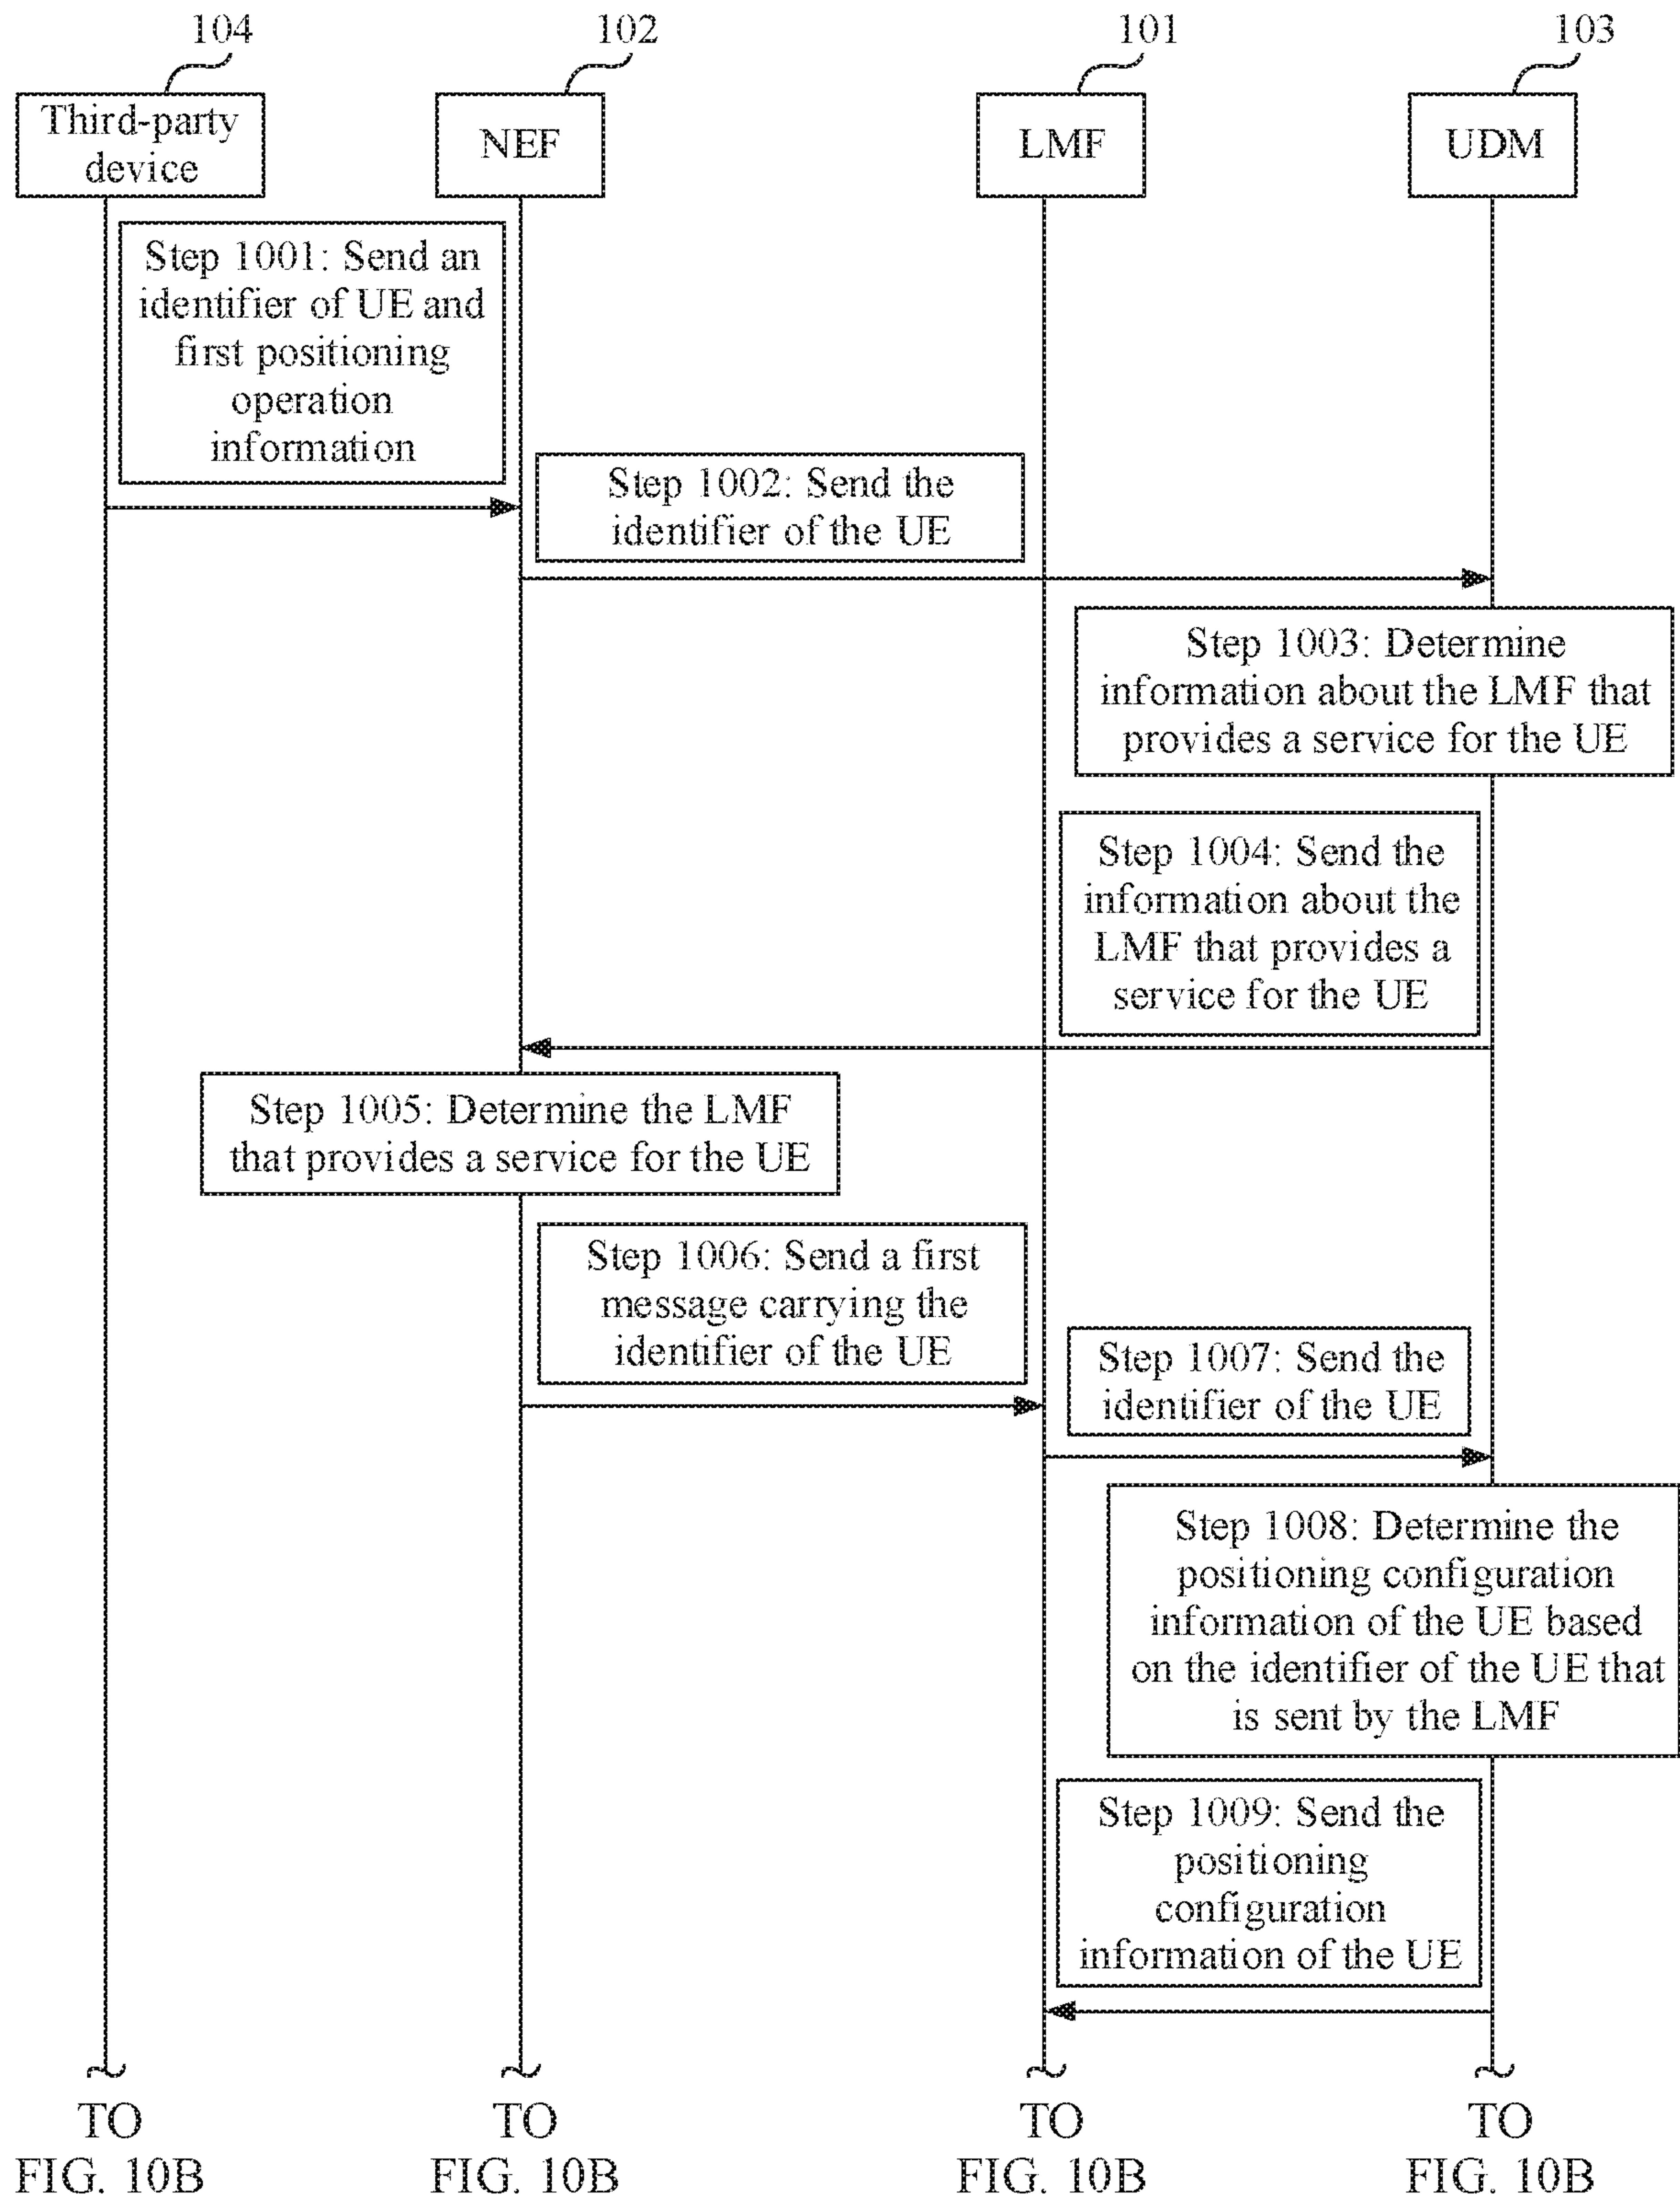 104
102
101
103
Third-party
device
NEF
LMF
UDM
Step 1001: Send an
identifier of UE and
first positioning
operation
information
Step 1002: Send the
identifier of the UE
Step 1003: Determine
information about the LMF that
provides a service for the UE
Step 1004: Send the
information about the
LMF that provides a
service for the UE
Step 1005: Determine the LMF
that provides a service for the UE
Step 1006: Send a first
message carrying the
identifier of the UE
Step 1007: Send the
identifier of the UE
Step 1008: Determine the
positioning configuration
information of the UE based
on the identifier of the UE that
is sent by the LMF
Step 1009: Send the
positioning
configuration
information of the UE
TO
FIG. 10B
TO
FIG. 10B
TO
FIG. 10B
TO
FIG. 10B